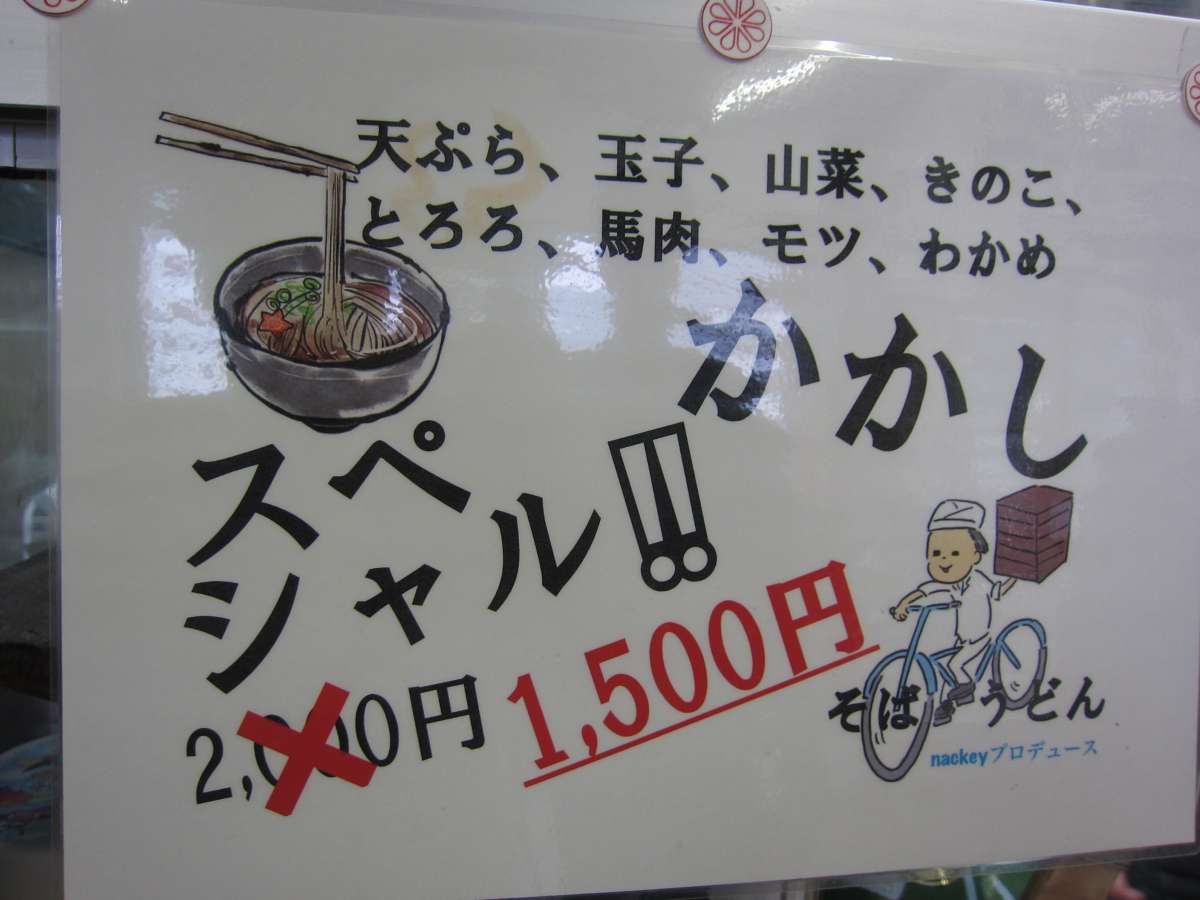 天ぷら、玉子、山菜、きのこ、
とろろ、馬肉、モツ、わかめ
かかし
スペ
シャル!!
2,000円 1,500円
そば うどん
nackeyプロデュース